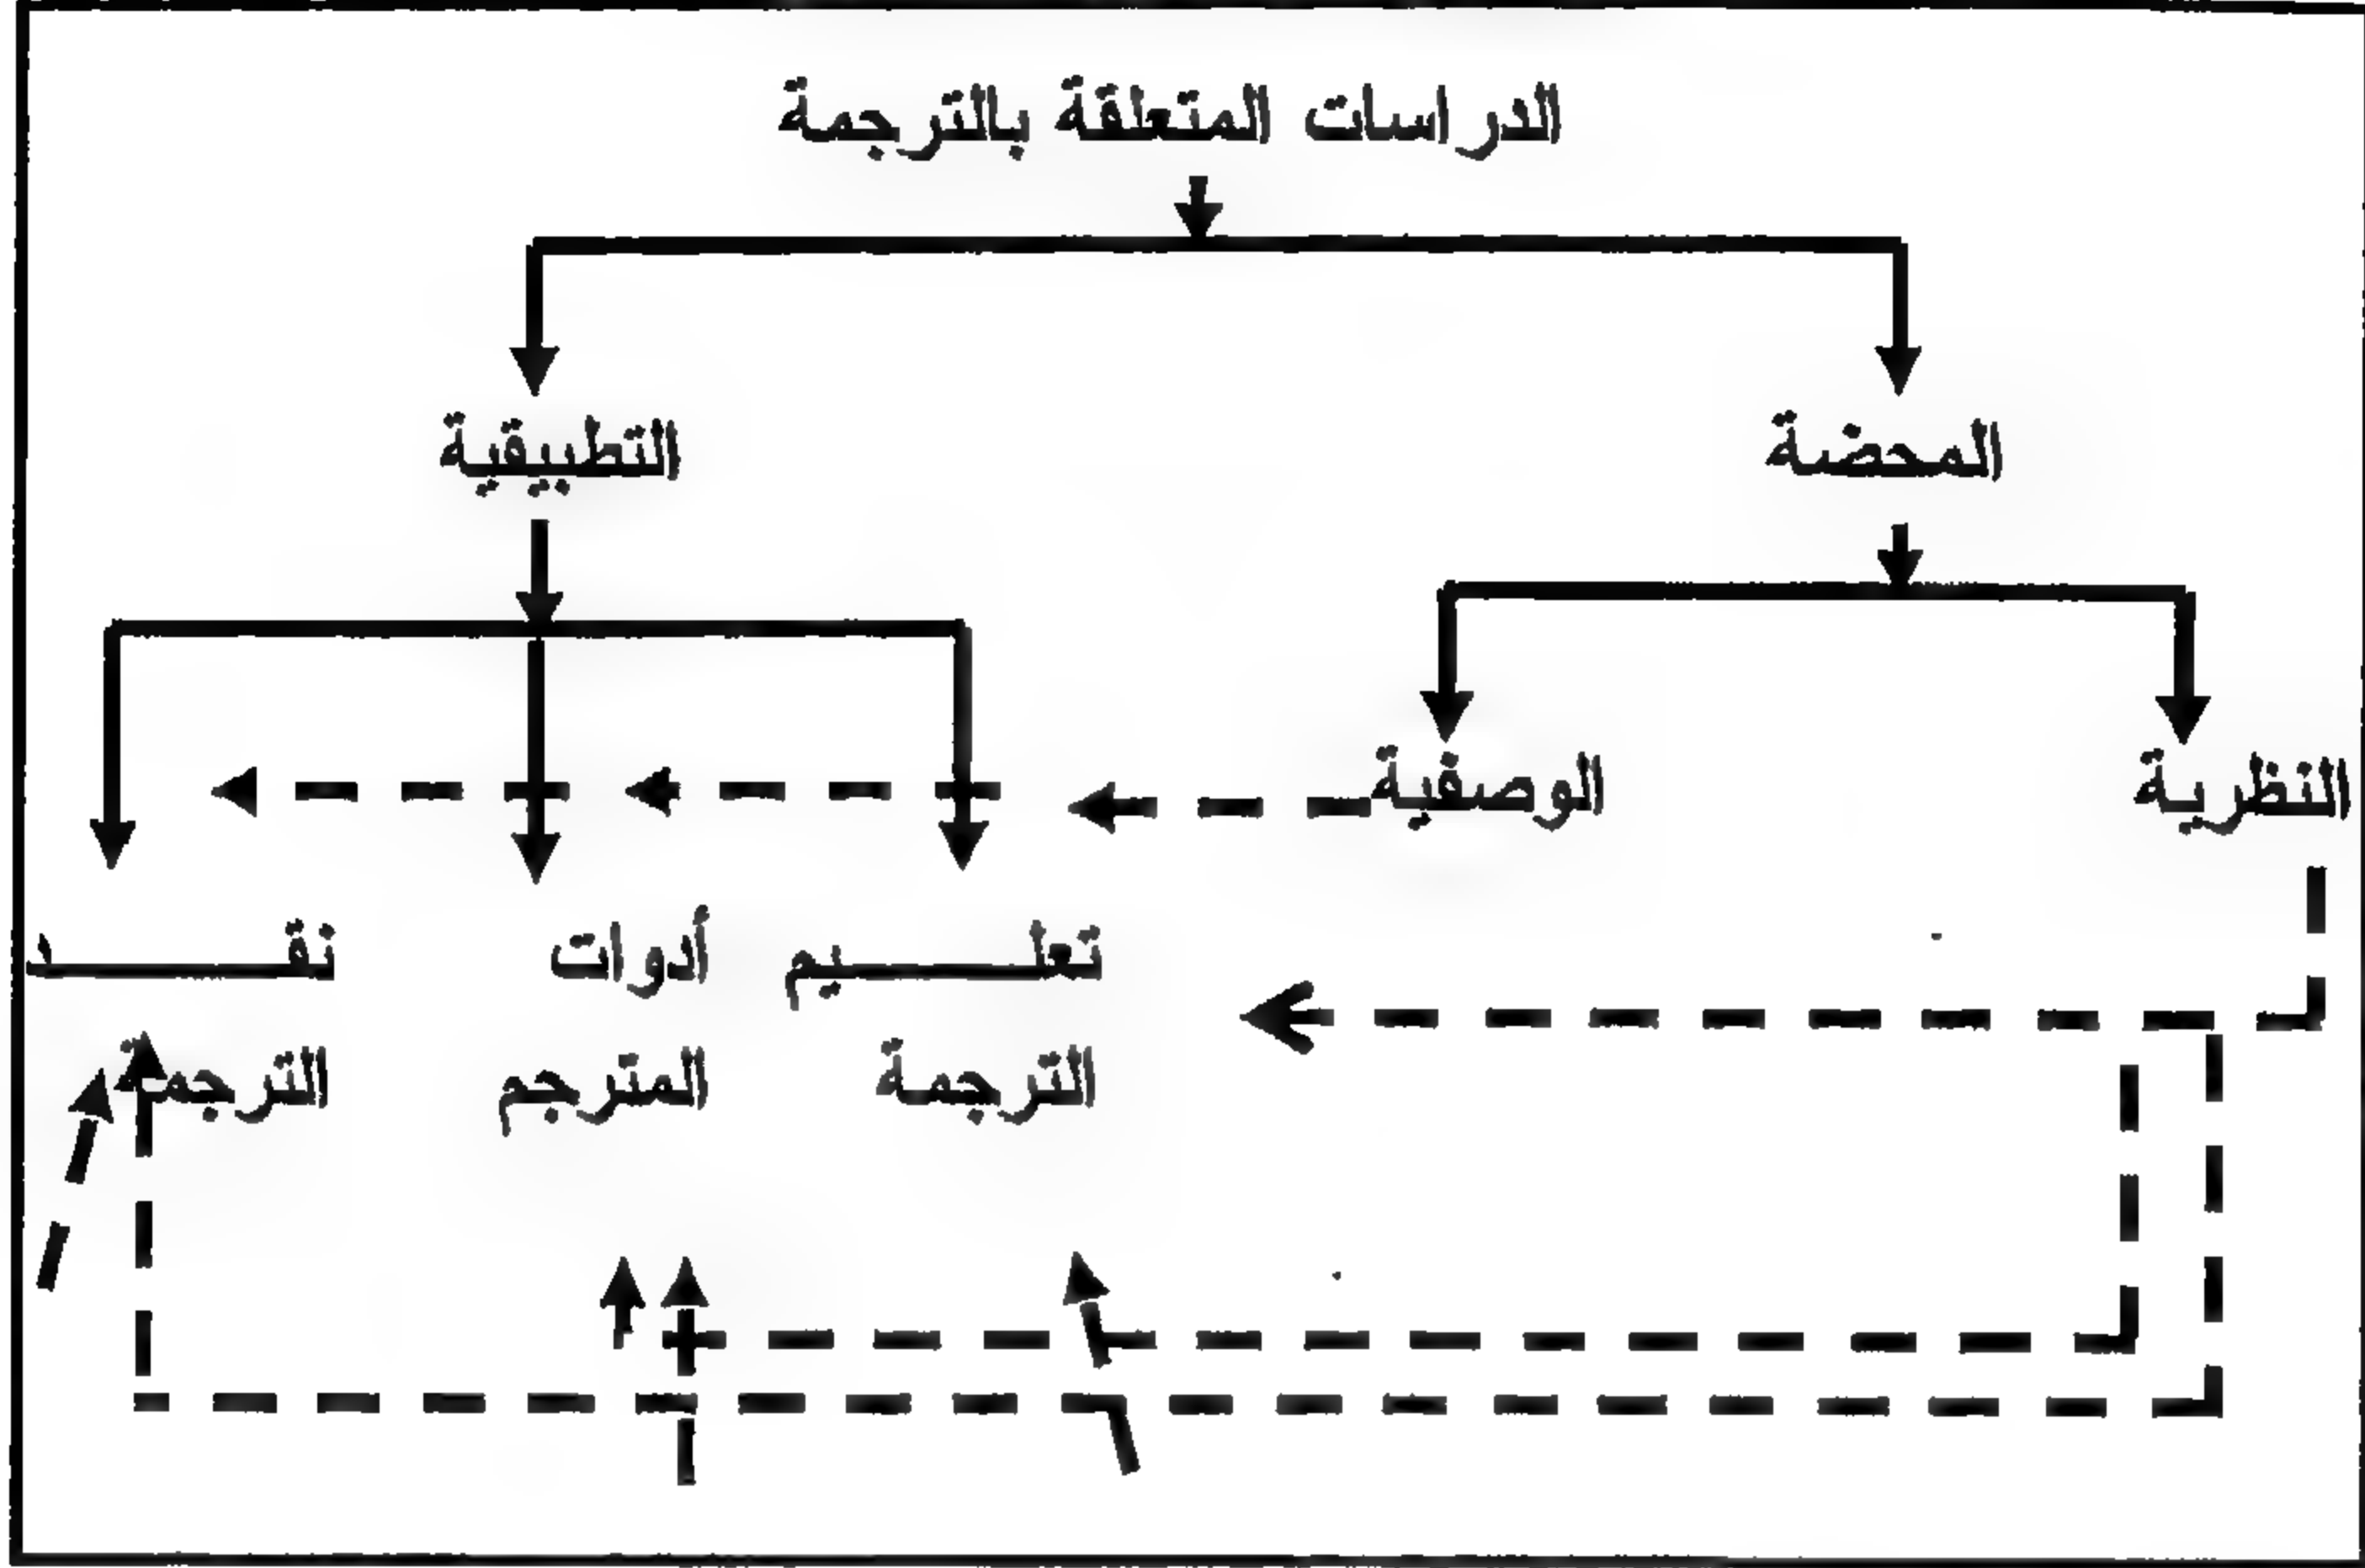 الدراسات المتعلقة بالترجمة
المحضة
التطبيقية
النظرية
الوصفية
تعليم
الترجمة
أدوات
المترجم
نقد
الترجمة